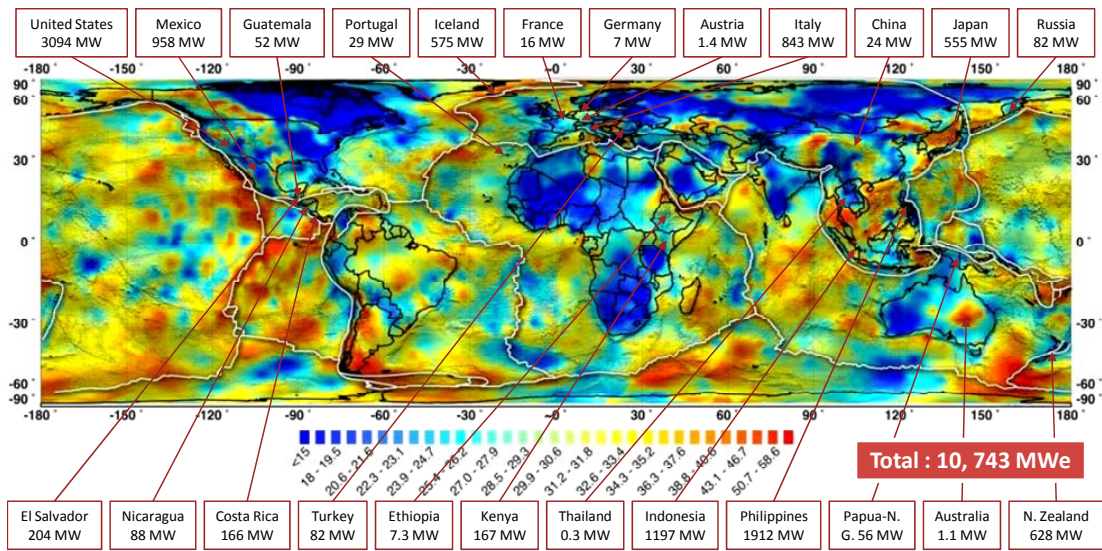 United States Mexico Guatemala Portugal Iceland France Germany Austria Italy China Japan Russia
3094 MW 958 MW 52 MW 29 MW 575 MW 16 MW 7 MW 1.4 MW 843 MW 24 MW 555 MW 82 MW
-180 -150 -120 -90 -60 -30 -0 30 60 90 120 150 180
90° 90°
60° 60°
30° 30°
0° 0°
-30° -30°
-60° -60°
-90° -90°
-180 -150 -120 -90 -60 -30 -0 30 60 90 120 150 180
<15 18 - 19.5 20.6 - 21.6 22.3 - 23.1 23.9 - 24.7 25.4 - 26.2 27.0 - 27.9 28.5 - 29.3 29.9 - 30.6 31.2 - 31.8 32.6 - 33.4 34.3 - 35.2 36.3 - 37.6 38.8 - 40.6 43.1 - 46.7 50.7 - 58.6
Total : 10, 743 MWe
El Salvador Nicaragua Costa Rica Turkey Ethiopia Kenya Thailand Indonesia Philippines Papua-N. Australia N. Zealand
204 MW 88 MW 166 MW 82 MW 7.3 MW 167 MW 0.3 MW 1197 MW 1912 MW G. 56 MW 1.1 MW 628 MW